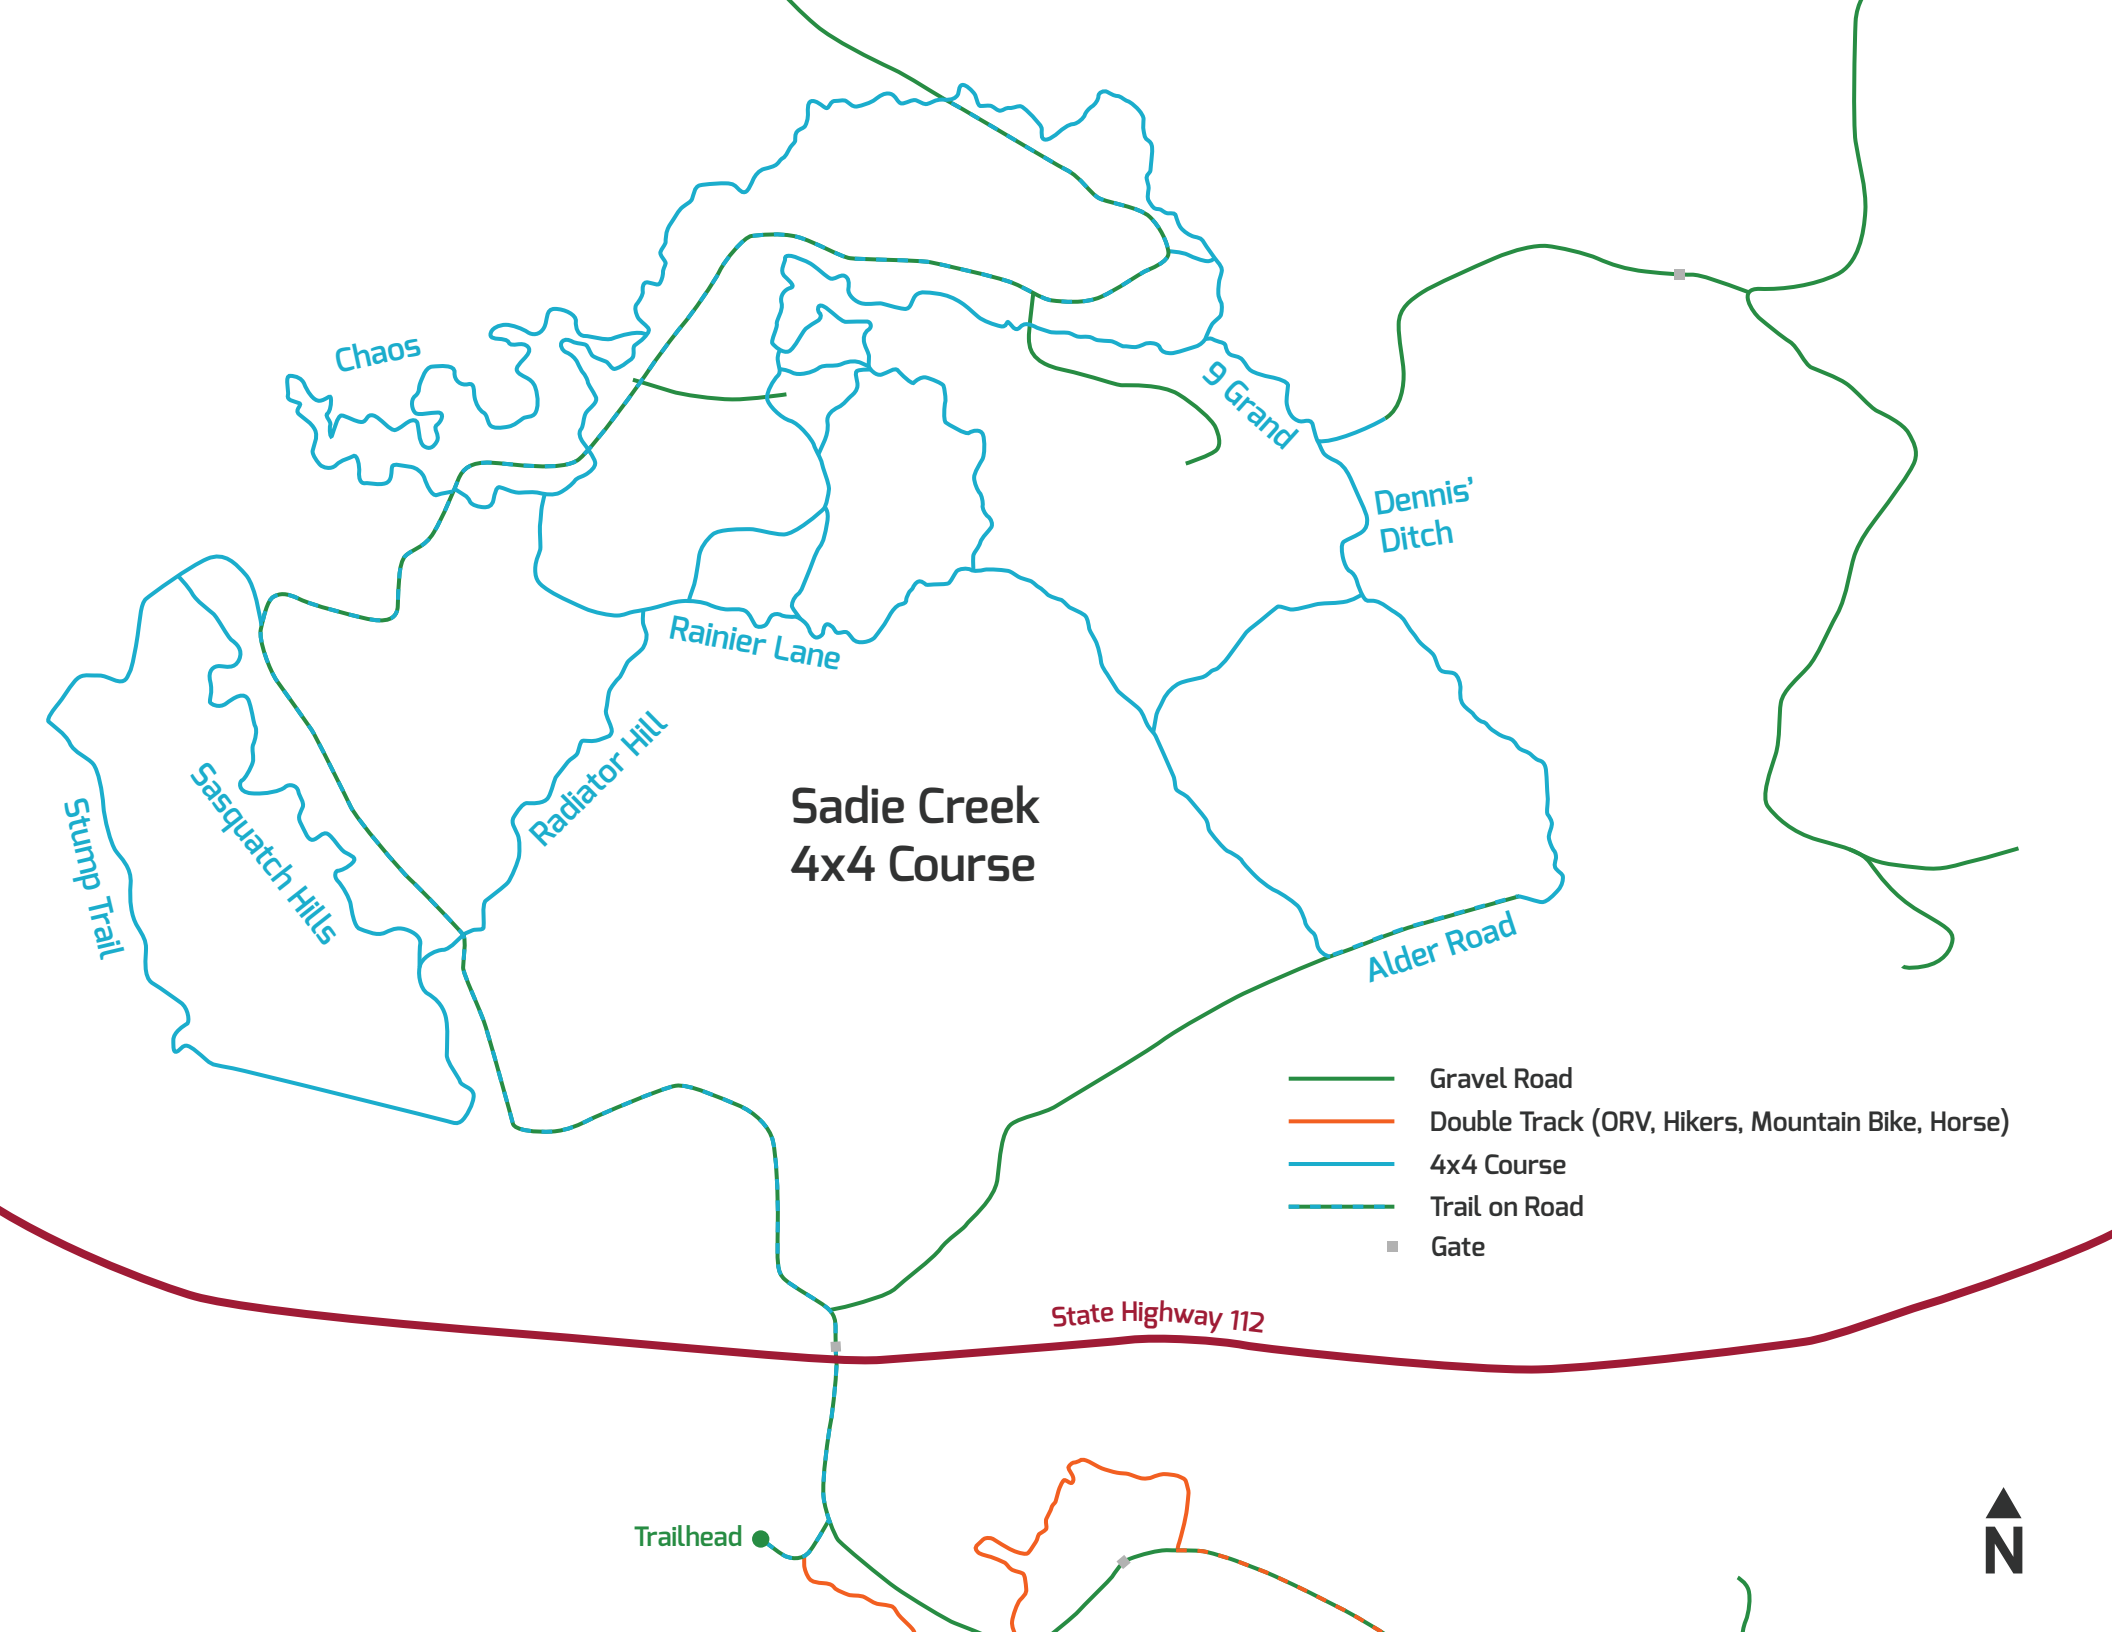 Chaos
9 Grand
Dennis'
Ditch
Rainier Lane
Radiator Hill
Sasquatch Hills
Stump Trail
Sadie Creek
4x4 Course
Alder Road
Gravel Road
Double Track (ORV, Hikers, Mountain Bike, Horse)
4x4 Course
Trail on Road
Gate
State Highway 112
Trailhead
N